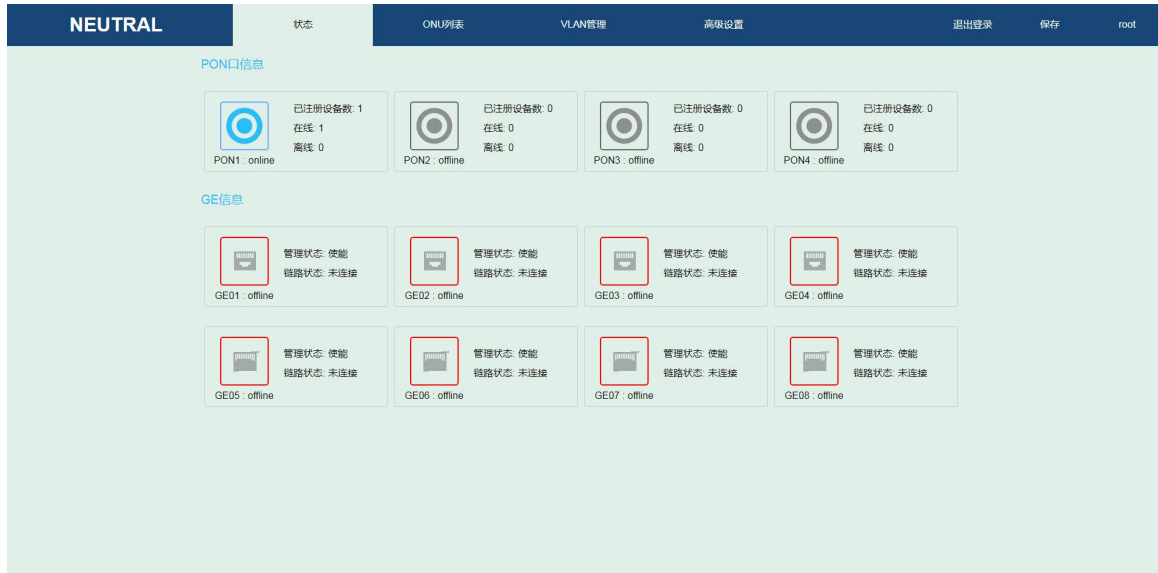 NEUTRAL 状态 ONU列表 VLAN管理 高级设置 退出登录 保存 root
PON口信息
已注册设备数: 1
在线: 1
离线: 0
PON1 : online
已注册设备数: 0
在线: 0
离线: 0
PON2 : offline
已注册设备数: 0
在线: 0
离线: 0
PON3 : offline
已注册设备数: 0
在线: 0
离线: 0
PON4 : offline
GE信息
管理状态: 使能
链路状态: 未连接
GE01 : offline
管理状态: 使能
链路状态: 未连接
GE02 : offline
管理状态: 使能
链路状态: 未连接
GE03 : offline
管理状态: 使能
链路状态: 未连接
GE04 : offline
管理状态: 使能
链路状态: 未连接
GE05 : offline
管理状态: 使能
链路状态: 未连接
GE06 : offline
管理状态: 使能
链路状态: 未连接
GE07 : offline
管理状态: 使能
链路状态: 未连接
GE08 : offline